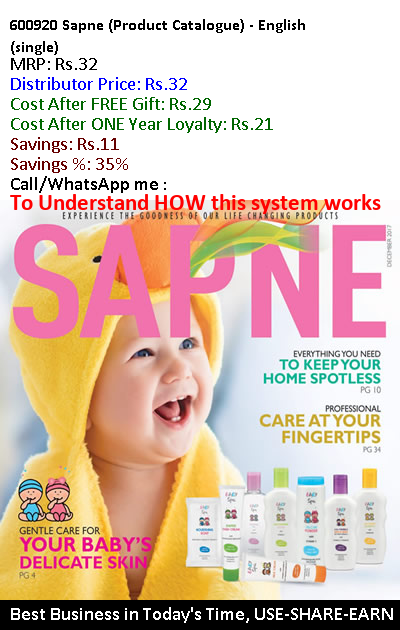 600920 Sapne (Product Catalogue) - English
(single)
MRP: Rs.32
Distributor Price: Rs.32
Cost After FREE Gift: Rs.29
Cost After ONE Year Loyalty: Rs.21
Savings: Rs.11
Savings %: 35%
Call/WhatsApp me :
To Understand HOW this system works
EXPERIENCE THE GOODNESS OF OUR LIFE CHANGING PRODUCTS
SAPNE
DECEMBER 2017
EVERYTHING YOU NEED
TO KEEP YOUR
HOME SPOTLESS
PG 10
PROFESSIONAL
CARE AT YOUR
FINGERTIPS
PG 34
GENTLE CARE FOR
YOUR BABY'S
DELICATE SKIN
PG 4
BABY
Spa
Best Business in Today's Time, USE-SHARE-EARN